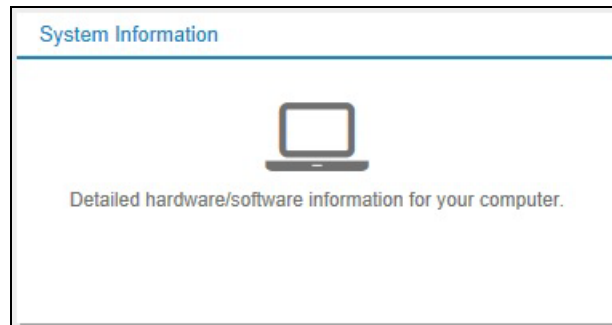 System Information
Detailed hardware/software information for your computer.